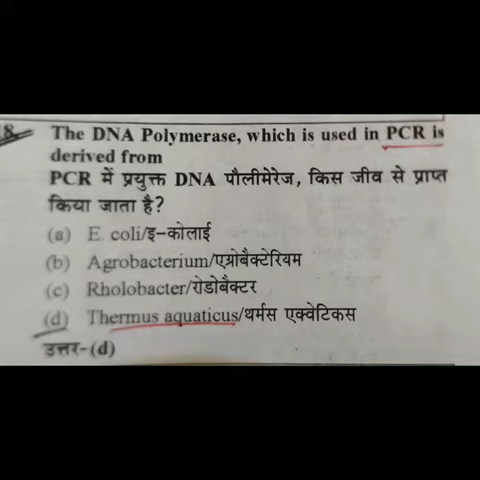 18. The DNA Polymerase, which is used in PCR is
derived from
PCR में प्रयुक्त DNA पौलीमेरेज, किस जीव से प्राप्त
किया जाता है?
(a) E. coli/इ-कोलाई
(b) Agrobacterium/एग्रोबैक्टेरियम
(c) Rholobacter/रोडोबैक्टर
(d) Thermus aquaticus/थर्मस एक्वेटिकस
उत्तर-(d)